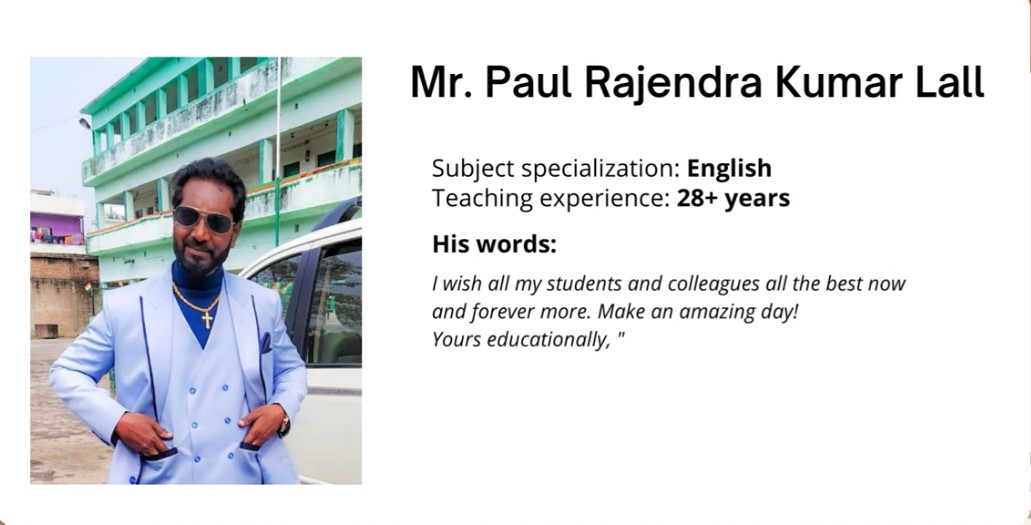 Mr. Paul Rajendra Kumar Lall
Subject specialization: English
Teaching experience: 28+ years
His words:
I wish all my students and colleagues all the best now
and forever more. Make an amazing day!
Yours educationally, "